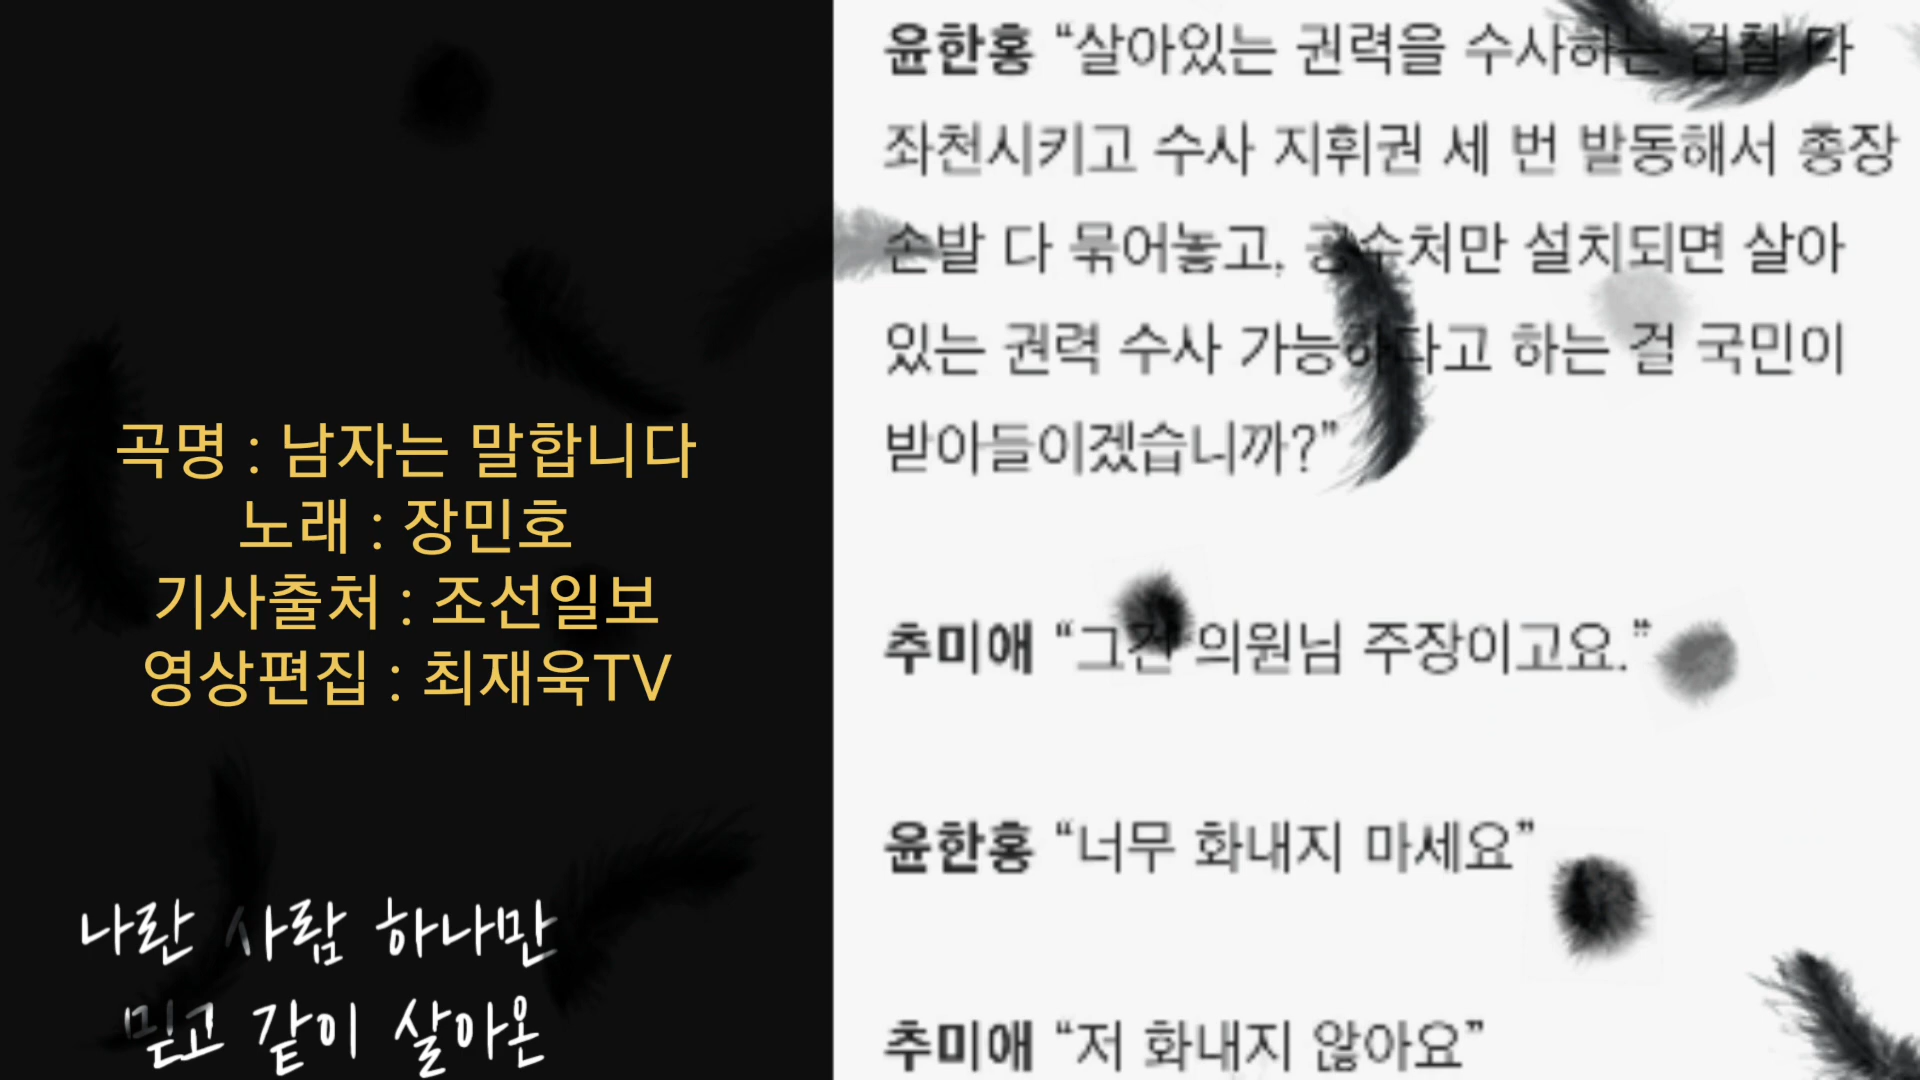 곡명 : 남자는 말합니다
노래 : 장민호
기사출처 : 조선일보
영상편집 : 최재욱TV
나란 사람 하나만
믿고 같이 살아온
윤한홍 “살아있는 권력을 수사하는 검찰 다
좌천시키고 수사 지휘권 세 번 발동해서 총장
손발 다 묶어놓고, 공수처만 설치되면 살아
있는 권력 수사 가능하다고 하는 걸 국민이
받아들이겠습니까?”
추미애 “그건 의원님 주장이고요.”
윤한홍 “너무 화내지 마세요”
추미애 “저 화내지 않아요”